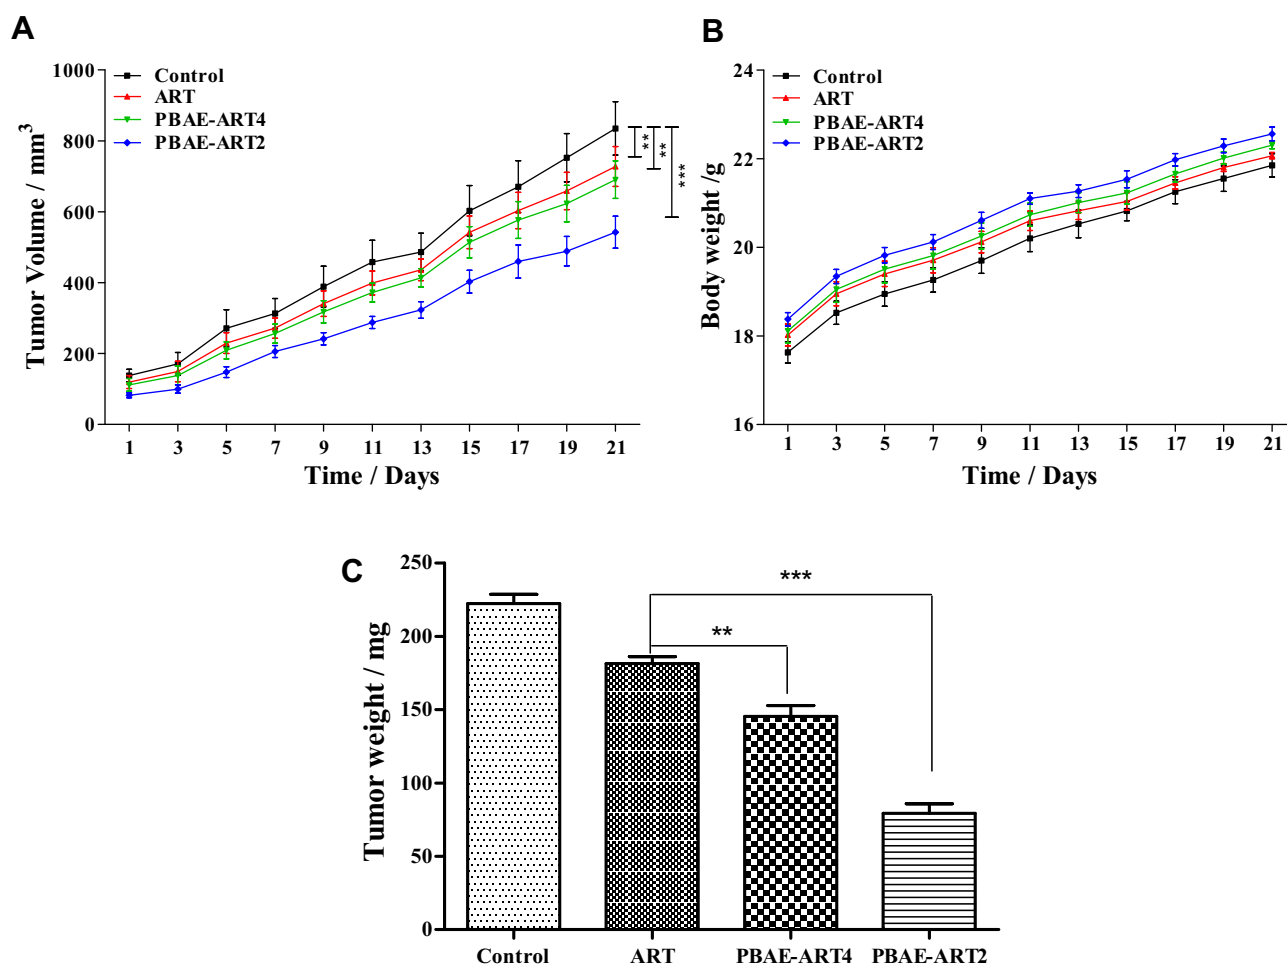 A
Tumor Volume / mm³
1000
800
600
400
200
0
Control
ART
PBAE-ART4
PBAE-ART2
**
**
***
1 3 5 7 9 11 13 15 17 19 21
Time / Days
B
Body weight /g
24
22
20
18
16
Control
ART
PBAE-ART4
PBAE-ART2
1 3 5 7 9 11 13 15 17 19 21
Time / Days
C
Tumor weight / mg
250
200
150
100
50
0
***
**
Control ART PBAE-ART4 PBAE-ART2